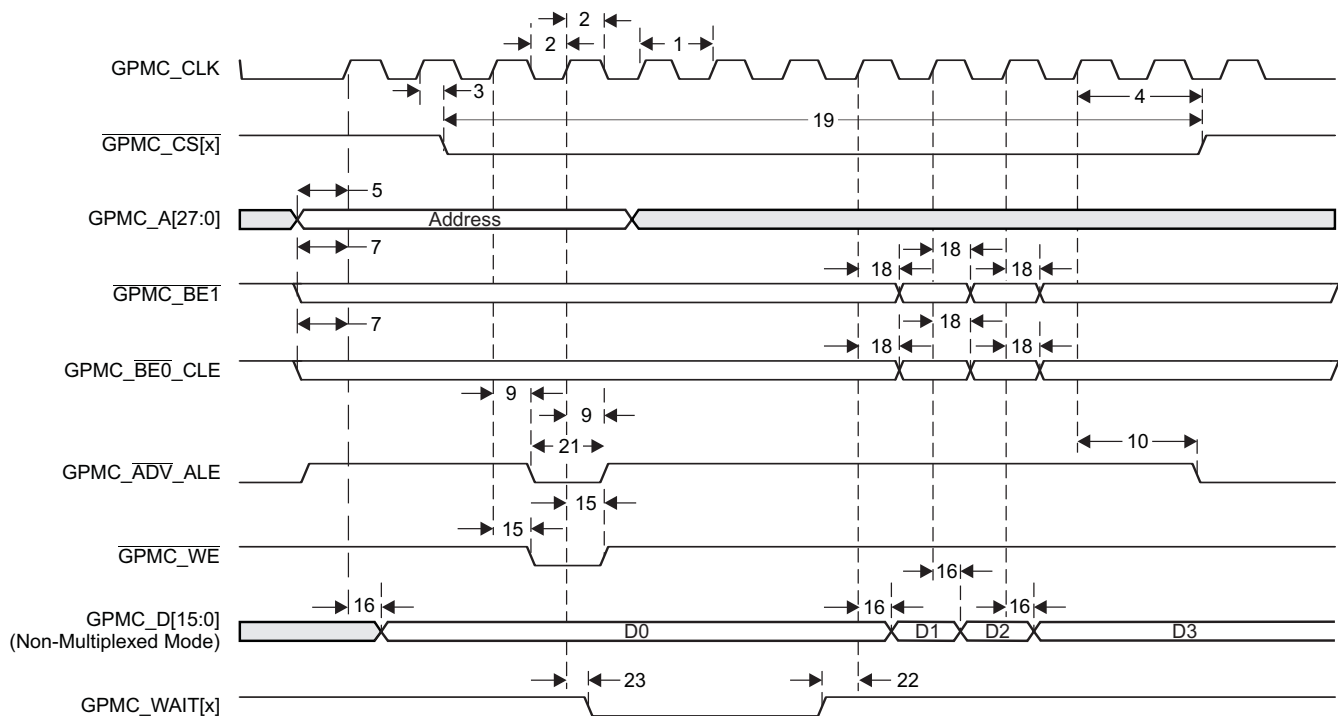 2
2
1
GPMC_CLK
3
4
19
GPMC_CS[x]
5
GPMC_A[27:0]
Address
7
18
18
18
GPMC_BE1
7
18
18
18
GPMC_BE0_CLE
9
9
21
10
GPMC_ADV_ALE
15
15
GPMC_WE
16
16
16
16
GPMC_D[15:0]
(Non-Multiplexed Mode)
D0
D1
D2
D3
23
22
GPMC_WAIT[x]